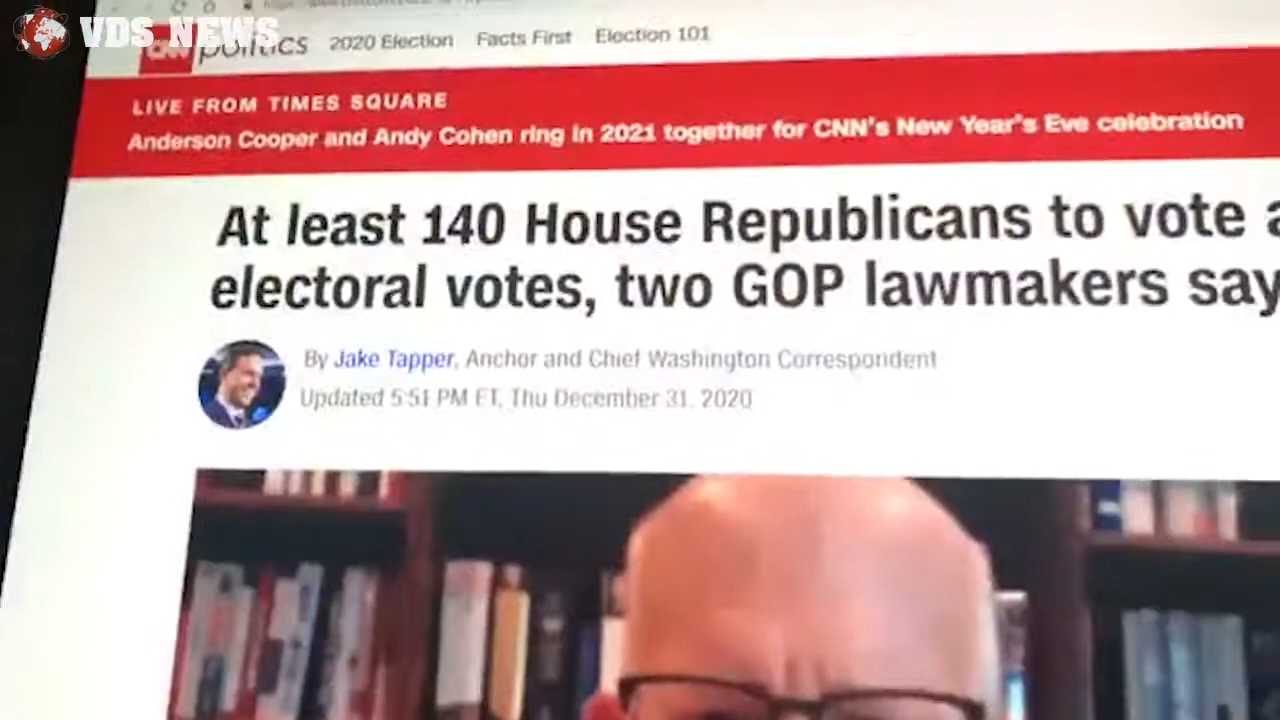 VDS NEWS
CNN politics 2020 Election Facts First Election 101
LIVE FROM TIMES SQUARE
Anderson Cooper and Andy Cohen ring in 2021 together for CNN's New Year's Eve celebration
At least 140 House Republicans to vote a
electoral votes, two GOP lawmakers say
By Jake Tapper, Anchor and Chief Washington Correspondent
Updated 5:51 PM ET, Thu December 31, 2020